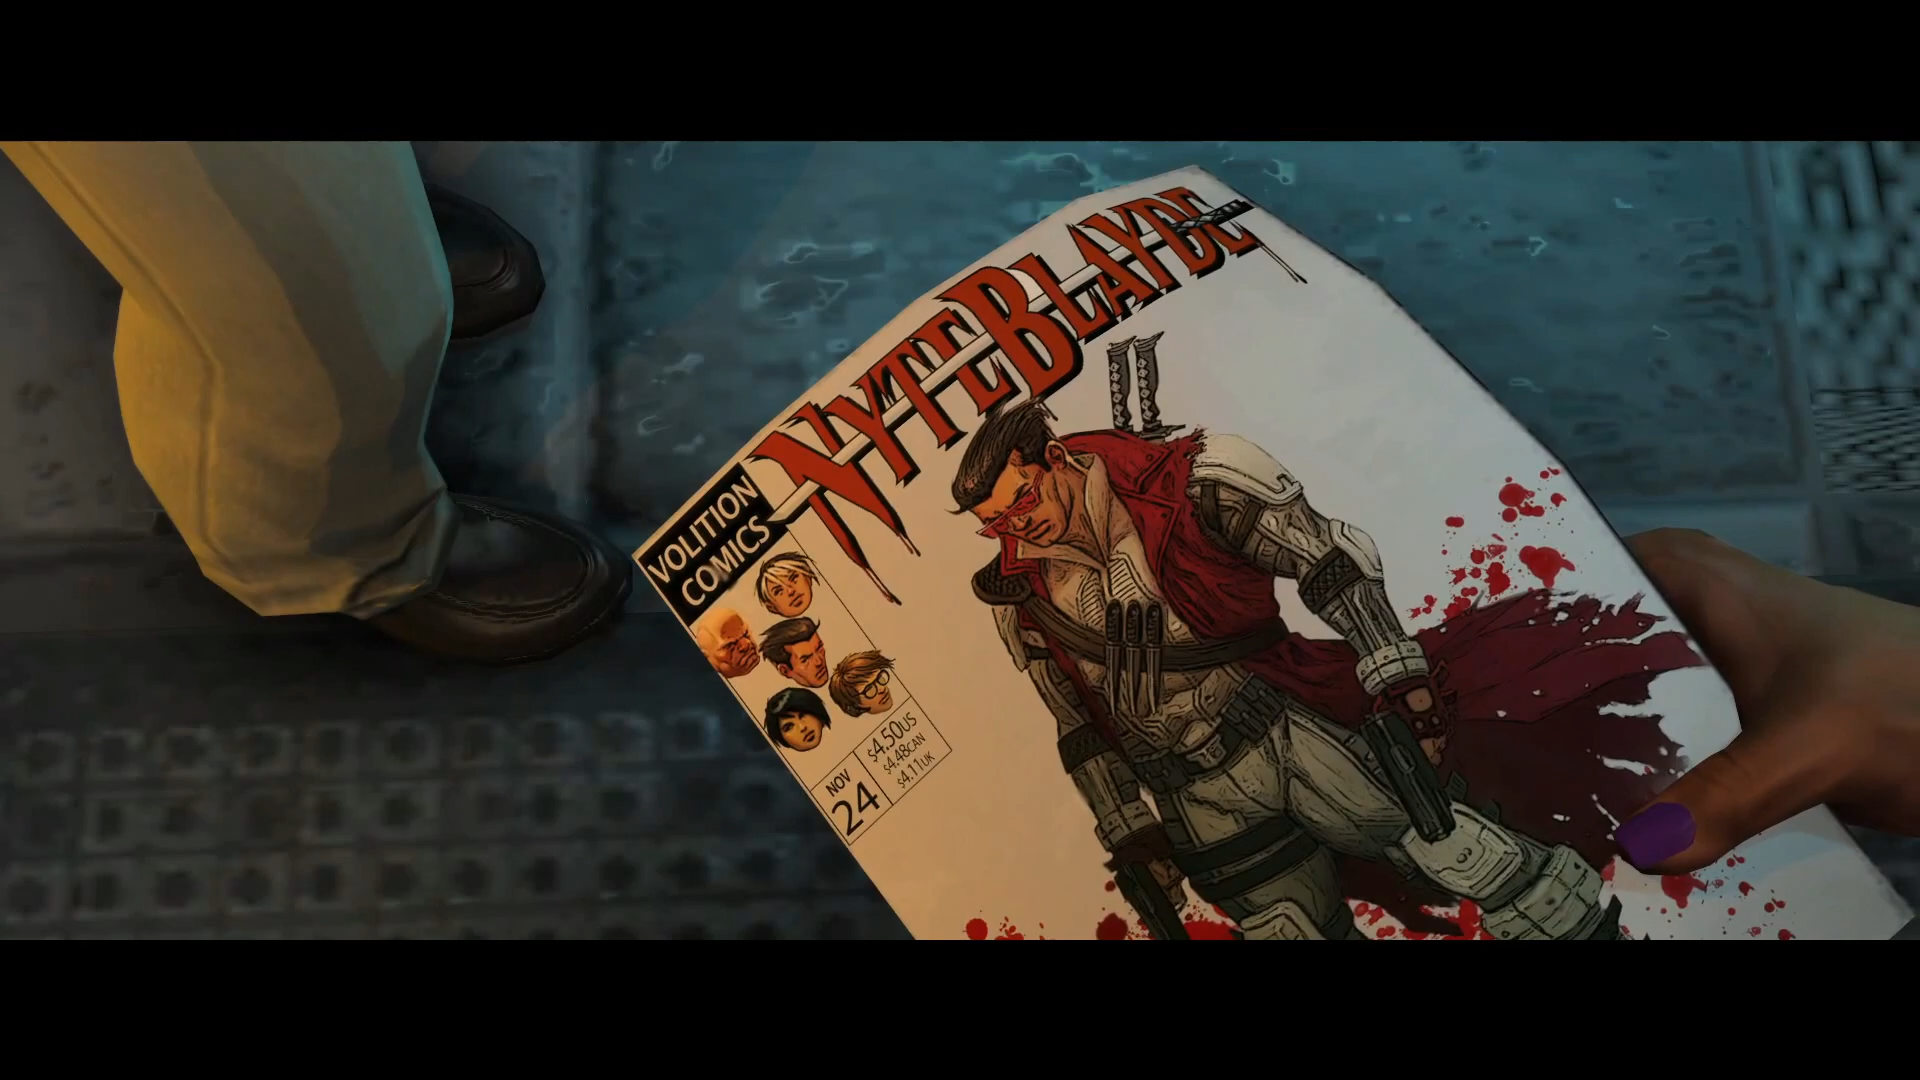 NYTEBLAYDE
VOLITION
COMICS
$4.50US
$4.48CAN
$4.11UK
NOV
24